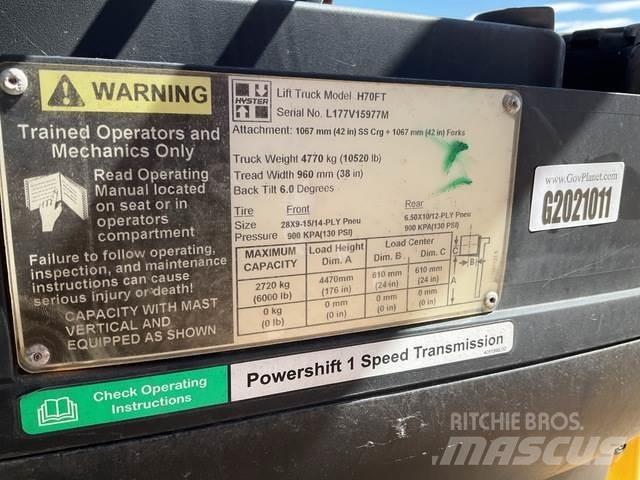 WARNING
Trained Operators and
Mechanics Only
Read Operating
Manual located
on seat or in
operators
compartment
Failure to follow operating,
inspection, and maintenance
instructions can cause
serious injury or death!
CAPACITY WITH MAST
VERTICAL AND
EQUIPPED AS SHOWN
HYSTER
Lift Truck Model H70FT
Serial No. L177V15977M
Attachment: 1067 mm (42 in) SS Crg + 1067 mm (42 in) Forks
Truck Weight 4770 kg (10520 lb)
Tread Width 960 mm (38 in)
Back Tilt 6.0 Degrees
Tire Front Rear
Size 28X9-15/14-PLY Pneu 6.50X10/12-PLY Pneu
Pressure 900 KPA(130 PSI) 900 KPA(130 PSI)
MAXIMUM CAPACITY
Load Height Dim. A
Load Center
Dim. B Dim. C
2720 kg 4470mm 610 mm 610 mm
(6000 lb) (176 in) (24 in) (24 in)
0 kg 0 mm 0 mm 0 mm
(0 lb) (0 in) (0 in) (0 in)
C
B
A
www.GovPlanet.com
G2021011
Check Operating
Instructions
Powershift 1 Speed Transmission
RITCHIE BROS.
MASCUS